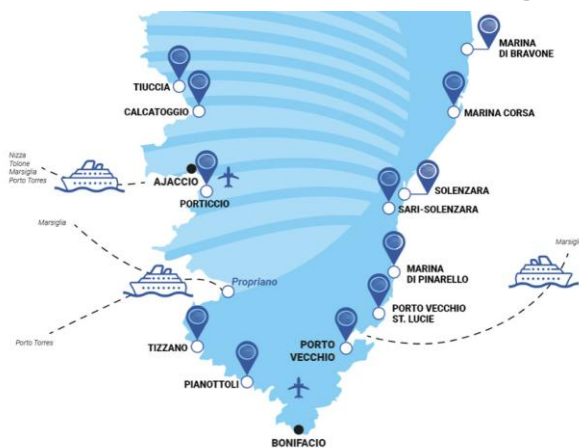 MARINA
DI BRAVONE
TIUCCIA
CALCATOGGIO
MARINA CORSA
Nizza
Tolone
Marsiglia
Porto Torres
AJACCIO
PORTICCIO
SOLENZARA
SARI-SOLENZARA
Marsiglia
Marsigl
MARINA
DI PINARELLO
Propriano
PORTO VECCHIO
ST. LUCIE
Porto Torres
TIZZANO
PORTO
VECCHIO
PIANOTTOLI
BONIFACIO